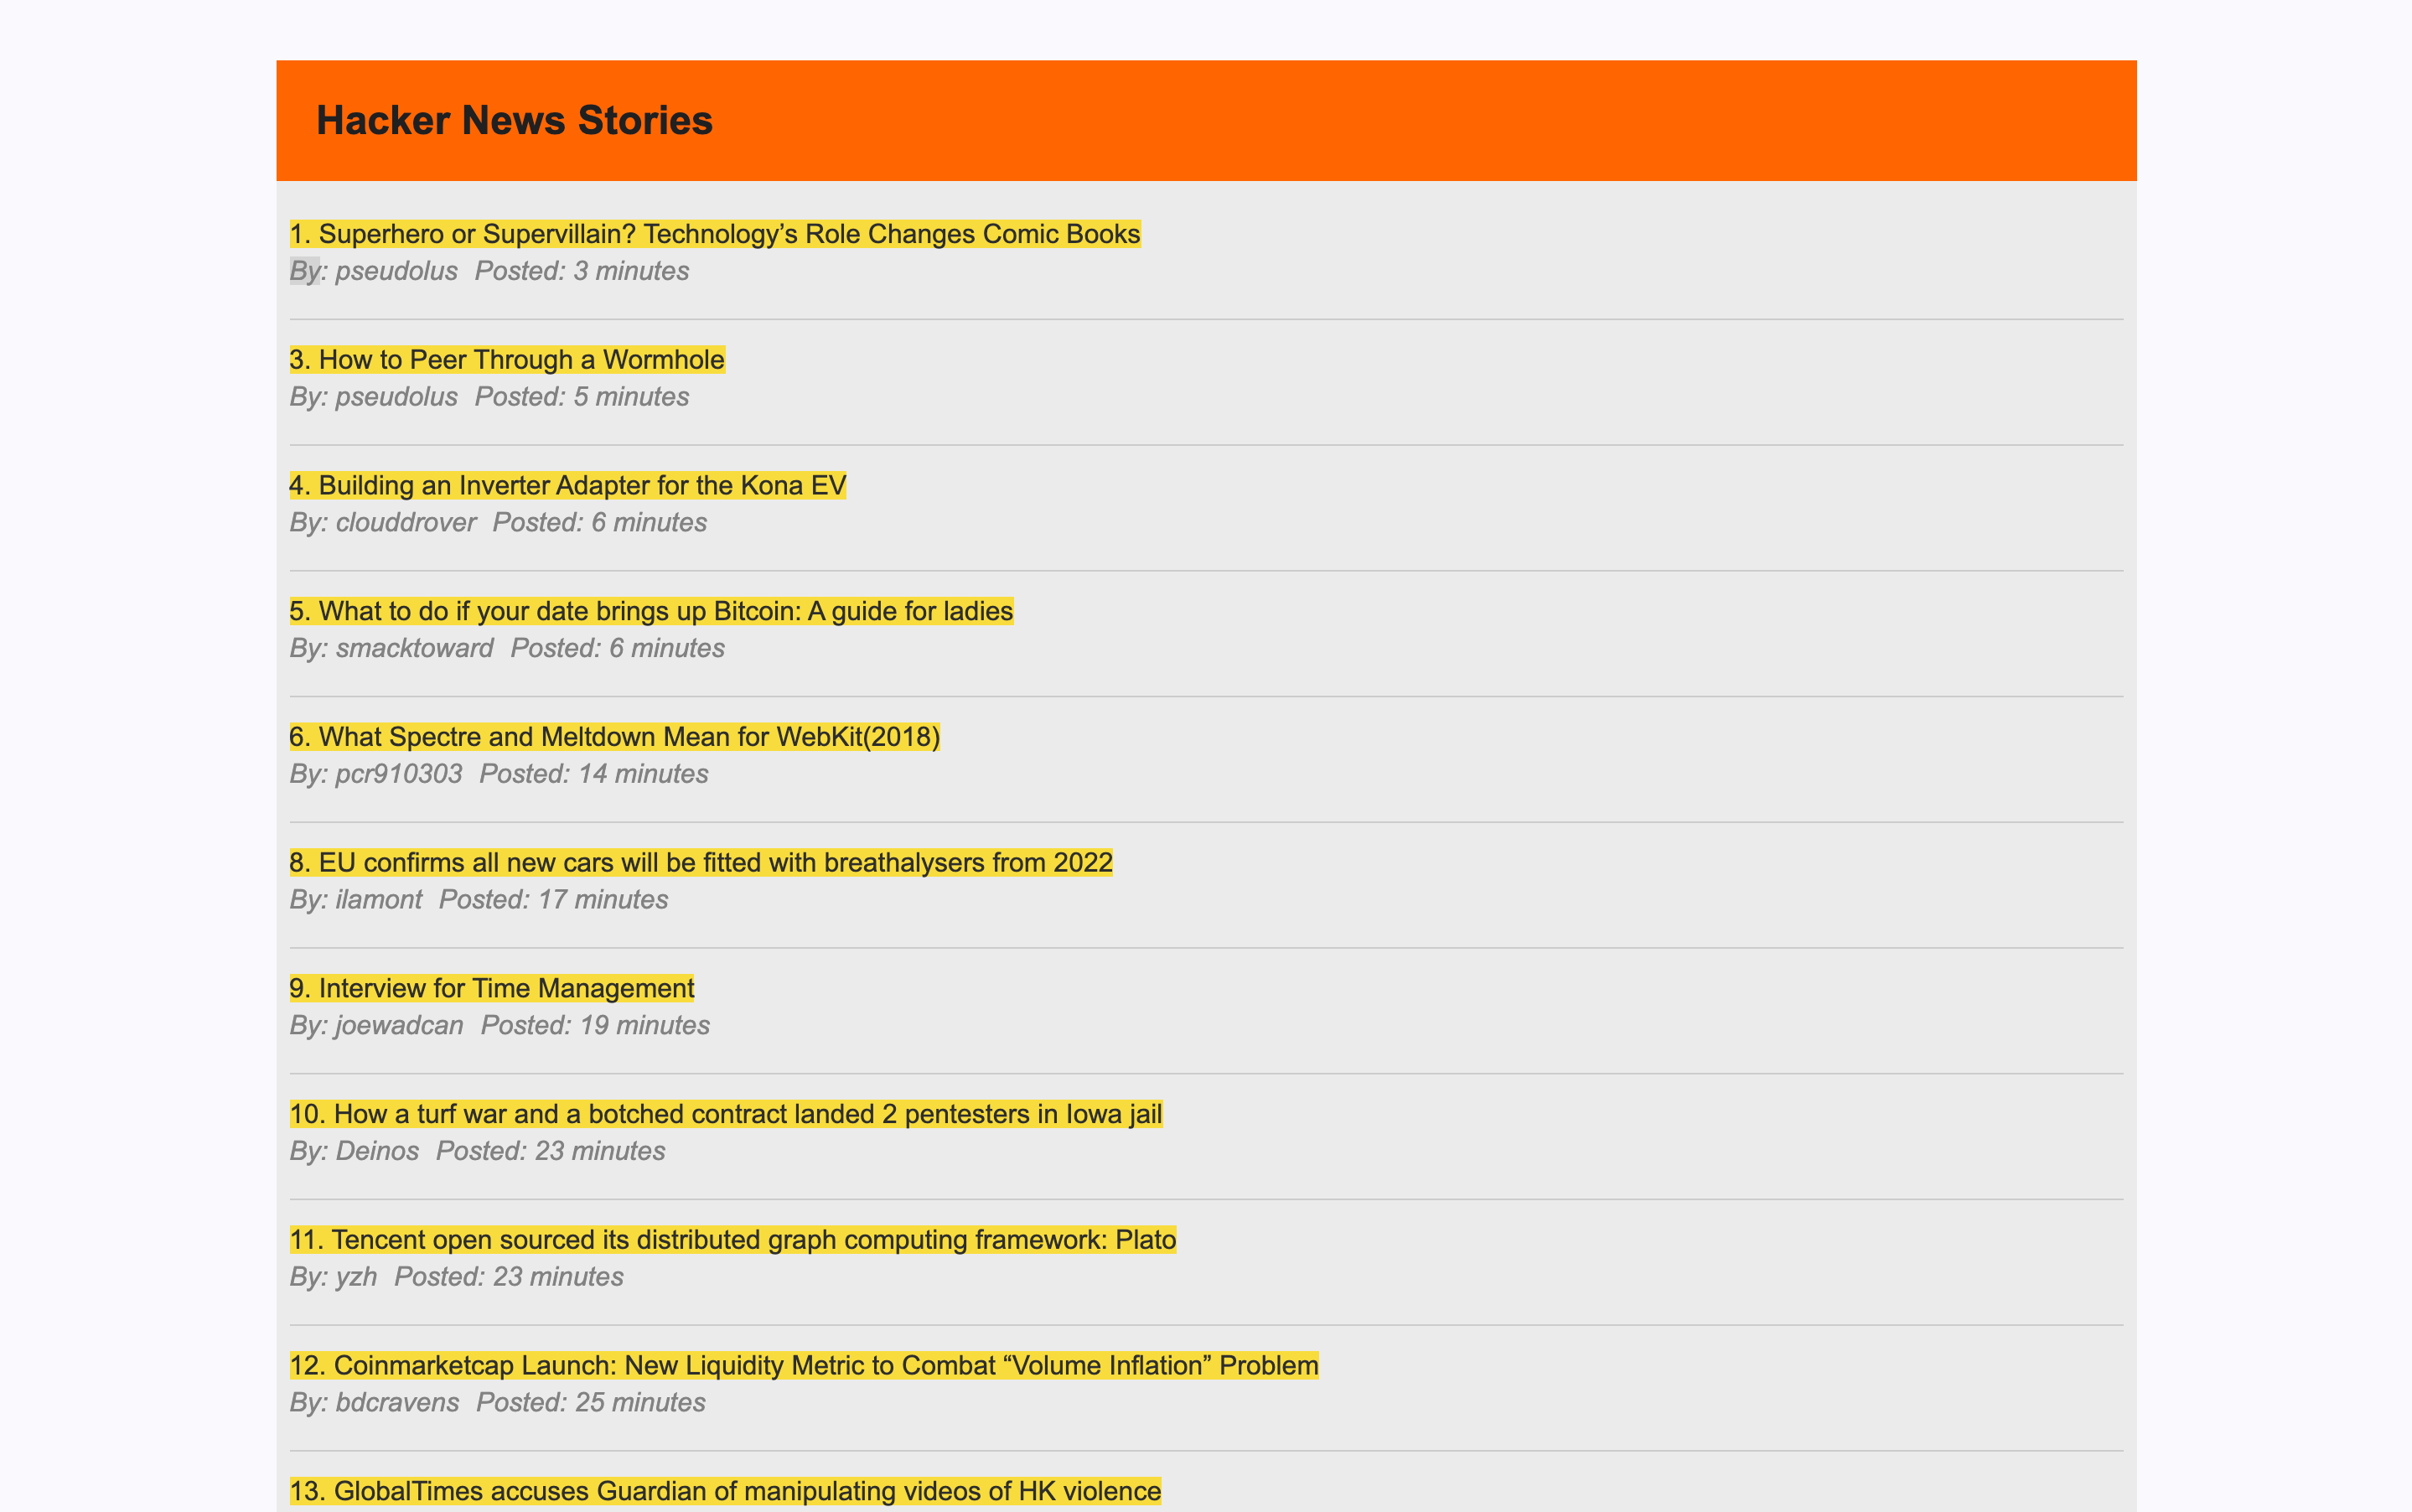 Hacker News Stories
1. Superhero or Supervillain? Technology’s Role Changes Comic Books
By: pseudolus Posted: 3 minutes
3. How to Peer Through a Wormhole
By: pseudolus Posted: 5 minutes
4. Building an Inverter Adapter for the Kona EV
By: clouddrover Posted: 6 minutes
5. What to do if your date brings up Bitcoin: A guide for ladies
By: smacktoward Posted: 6 minutes
6. What Spectre and Meltdown Mean for WebKit(2018)
By: pcr910303 Posted: 14 minutes
8. EU confirms all new cars will be fitted with breathalysers from 2022
By: ilamont Posted: 17 minutes
9. Interview for Time Management
By: joewadcan Posted: 19 minutes
10. How a turf war and a botched contract landed 2 pentesters in Iowa jail
By: Deinos Posted: 23 minutes
11. Tencent open sourced its distributed graph computing framework: Plato
By: yzh Posted: 23 minutes
12. Coinmarketcap Launch: New Liquidity Metric to Combat “Volume Inflation” Problem
By: bdcravens Posted: 25 minutes
13. GlobalTimes accuses Guardian of manipulating videos of HK violence